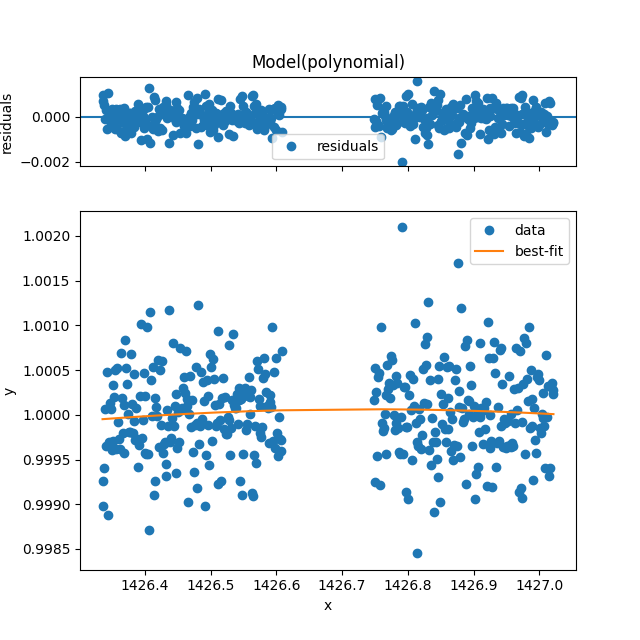 Model(polynomial)
residuals
0.000
−0.002
residuals
1.0020
1.0015
1.0010
1.0005
1.0000
0.9995
0.9990
0.9985
y
data
best-fit
1426.4 1426.5 1426.6 1426.7 1426.8 1426.9 1427.0
x